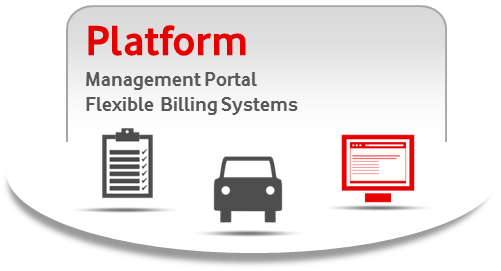 Platform
Management Portal
Flexible Billing Systems